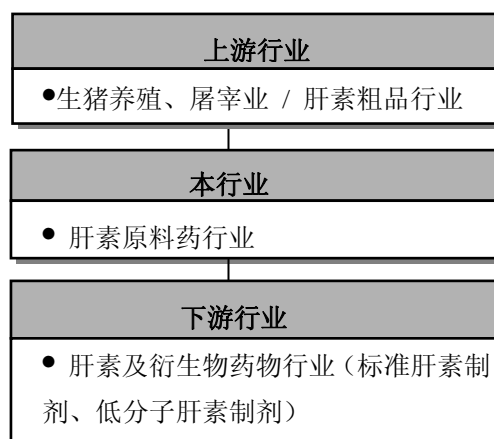 上游行业
●生猪养殖、屠宰业 / 肝素粗品行业
本行业
● 肝素原料药行业
下游行业
● 肝素及衍生物药物行业（标准肝素制
剂、低分子肝素制剂）